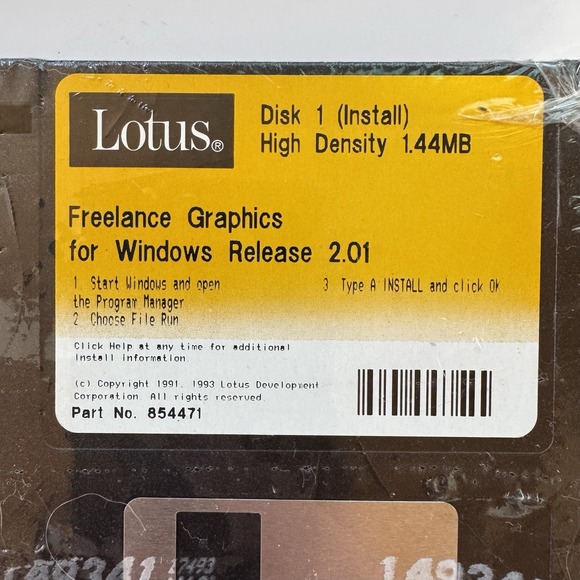 Lotus®
Disk 1 (Install)
High Density 1.44MB
Freelance Graphics
for Windows Release 2.01
1 Start Windows and open
the Program Manager
2 Choose File Run
3 Type A INSTALL and click OK
Click Help at any time for additional
Install information
(c) Copyright 1991, 1993 Lotus Development
Corporation. All rights reserved.
Part No. 854471
17493